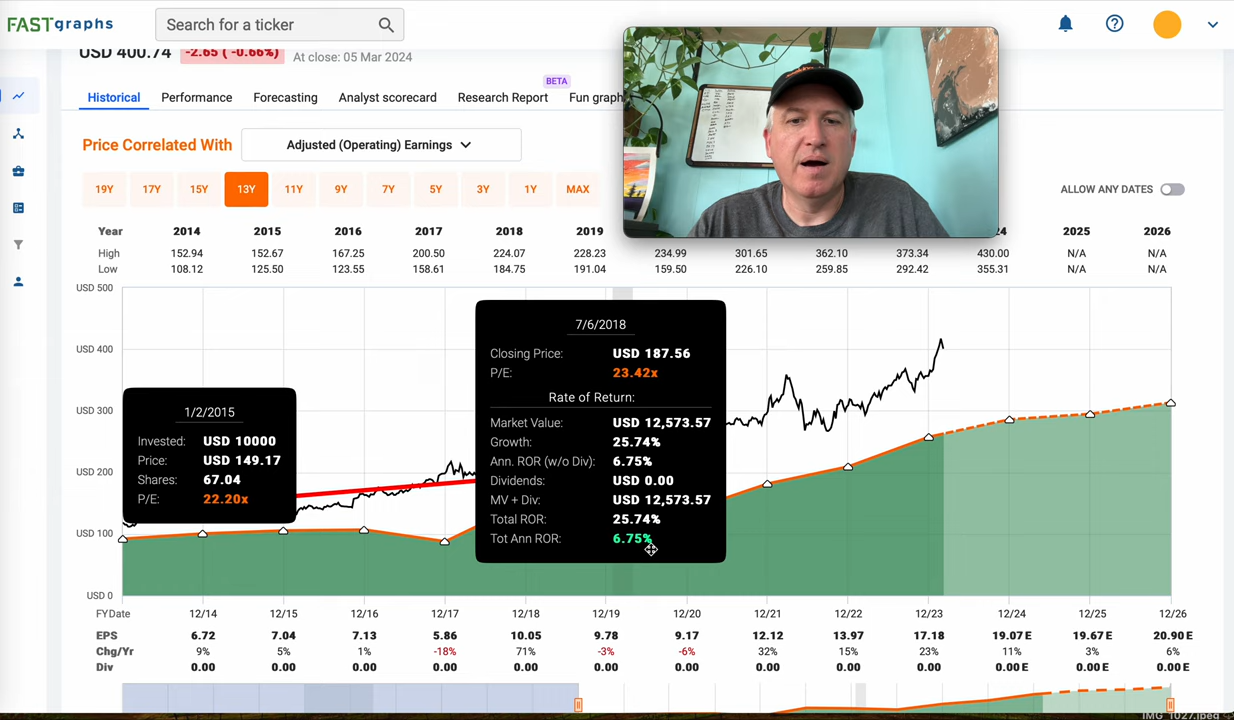 FAST graphs
Search for a ticker
USD 400.74 -2.65 ( -0.66%) At close: 05 Mar 2024
BETA
Historical Performance Forecasting Analyst scorecard Research Report Fun graph
Price Correlated With Adjusted (Operating) Earnings
19Y 17Y 15Y 13Y 11Y 9Y 7Y 5Y 3Y 1Y MAX ALLOW ANY DATES
Year 2014 2015 2016 2017 2018 2019 2025 2026
High 152.94 152.67 167.25 200.50 224.07 228.23 234.99 301.65 362.10 373.34 430.00 N/A N/A
Low 108.12 125.50 123.55 158.61 184.75 191.04 159.50 226.10 259.85 292.42 355.31 N/A N/A
USD 500
USD 400
USD 300
USD 200
USD 100
USD 0
1/2/2015
Invested: USD 10000
Price: USD 149.17
Shares: 67.04
P/E: 22.20x
7/6/2018
Closing Price: USD 187.56
P/E: 23.42x
Rate of Return:
Market Value: USD 12,573.57
Growth: 25.74%
Ann. ROR (w/o Div): 6.75%
Dividends: USD 0.00
MV + Div: USD 12,573.57
Total ROR: 25.74%
Tot Ann ROR: 6.75%
FYDate 12/14 12/15 12/16 12/17 12/18 12/19 12/20 12/21 12/22 12/23 12/24 12/25 12/26
EPS 6.72 7.04 7.13 5.86 10.05 9.78 9.17 12.12 13.97 17.18 19.07E 19.67E 20.90E
Chg/Yr 9% 5% 1% -18% 71% -3% -6% 32% 15% 23% 11% 3% 6%
Div 0.00 0.00 0.00 0.00 0.00 0.00 0.00 0.00 0.00 0.00 0.00E 0.00E 0.00E
IMG_1027.jpeg